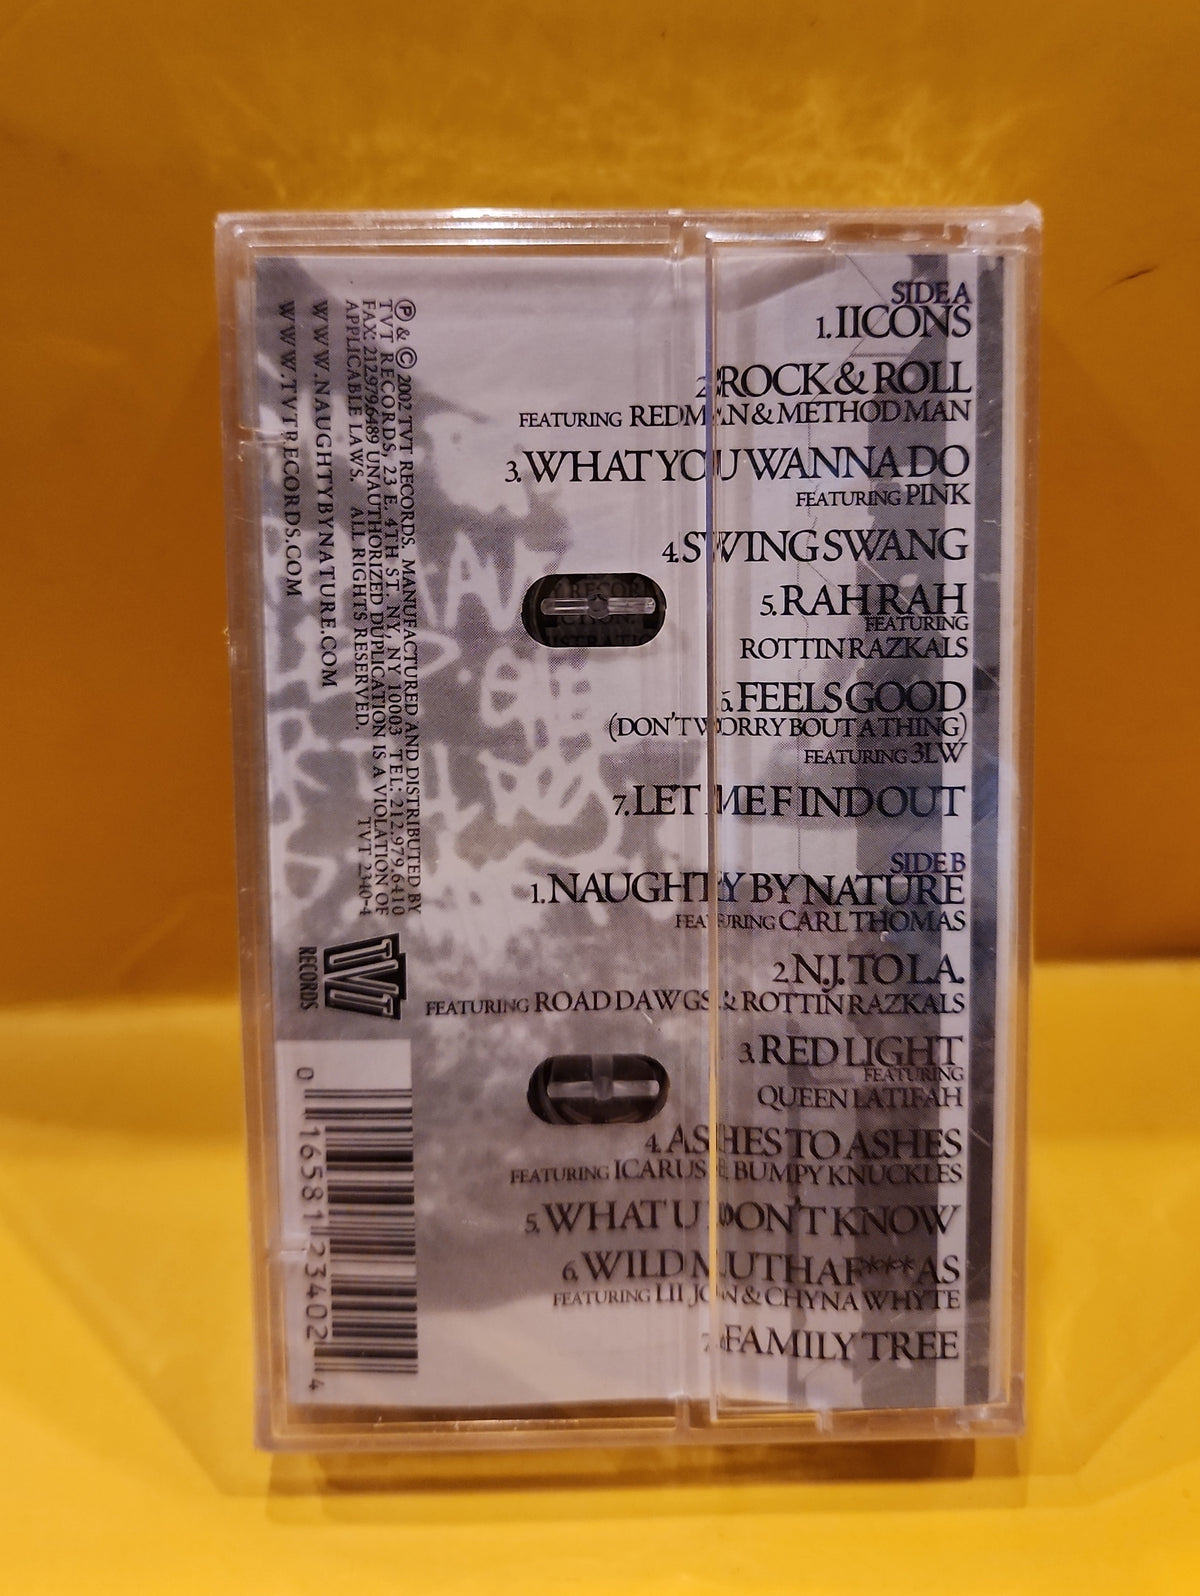 SIDE A
1. IICONS
2. ROCK & ROLL
FEATURING REDMAN & METHOD MAN
3. WHAT YOU WANNA DO
FEATURING PINK
4. SWING SWANG
5. RAH RAH
FEATURING
ROTTIN RAZKALS
6. FEELS GOOD
(DON'T WORRY BOUT A THING)
FEATURING 3LW
7. LET ME FIND OUT
SIDE B
1. NAUGHTY BY NATURE
FEATURING CARL THOMAS
2. N.J. TO L.A.
FEATURING ROAD DAWGS & ROTTIN RAZKALS
3. RED LIGHT
FEATURING
QUEEN LATIFAH
4. ASHES TO ASHES
FEATURING ICARUS & BUMPY KNUCKLES
5. WHAT U DON'T KNOW
6. WILD MUTHAF***AS
FEATURING LIL JON & CHYNA WHYTE
7. FAMILY TREE
℗ & © 2002 TVT RECORDS. MANUFACTURED AND DISTRIBUTED BY
TVT RECORDS, 23 E. 4TH ST. NY, NY 10003 TEL: 212.979.6410
FAX: 212.979.6489 UNAUTHORIZED DUPLICATION IS A VIOLATION OF
APPLICABLE LAWS. ALL RIGHTS RESERVED. TVT 2340-4
WWW.NAUGHTYBYNATURE.COM
WWW.TVTRECORDS.COM
TVT
RECORDS
0 16581 23402 4